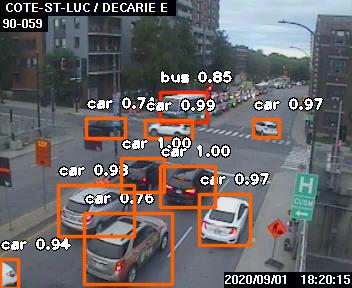 COTE-ST-LUC / DECARIE E
90-059
bus 0.85
car 0.7
car 0.99
car 0.97
car 1.00
car 1.00
car 0.93
car 0.97
car 0.76
car 0.94
H
CUSM
2020/09/01 18:20:15